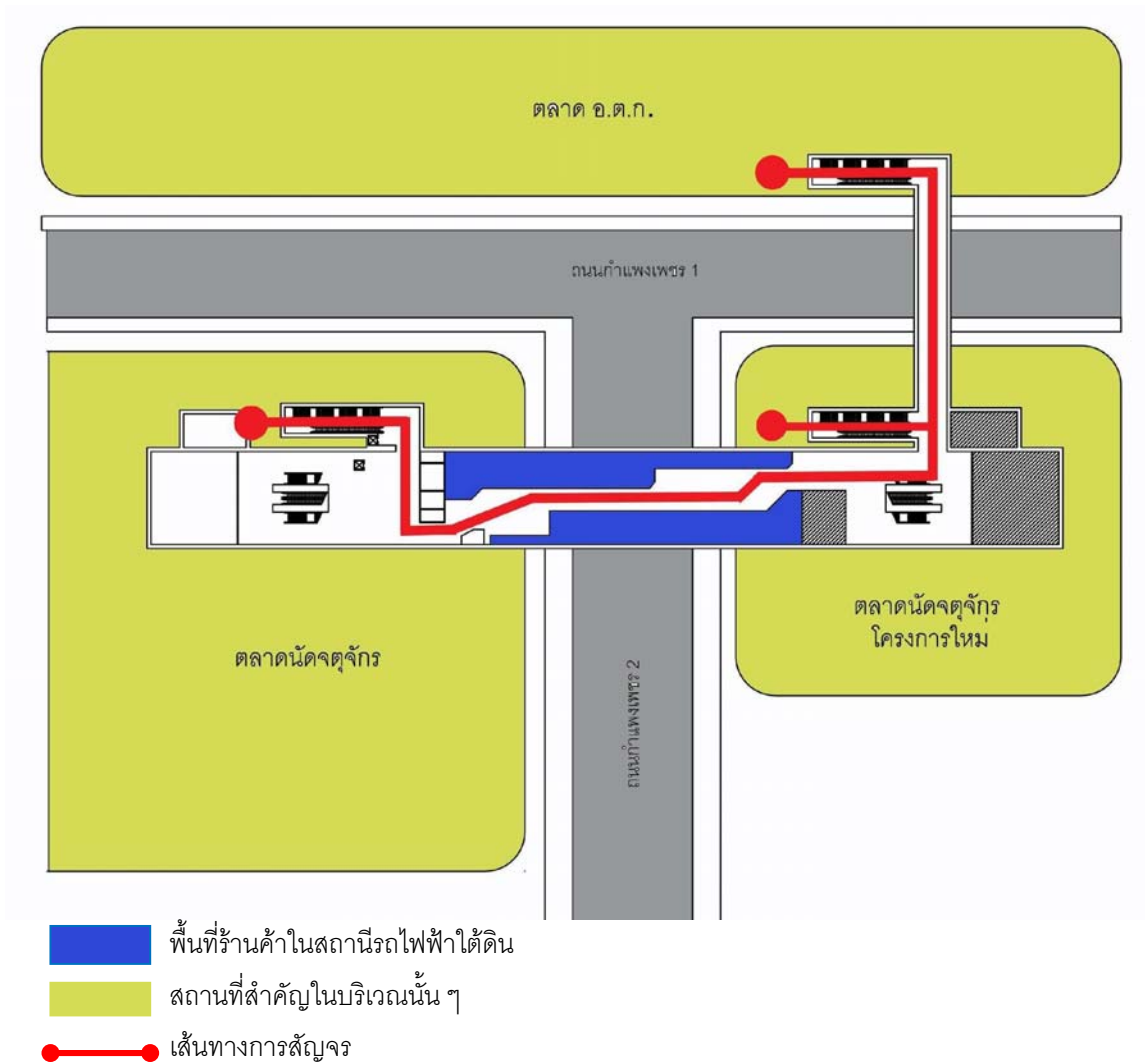 ตลาด อ.ต.ก.
ถนนกำแพงเพชร 1
ตลาดนัดจตุจักร
โครงการใหม่
ตลาดนัดจตุจักร
ถนนกำแพงเพชร 2
พื้นที่ร้านค้าในสถานีรถไฟฟ้าใต้ดิน
สถานที่สำคัญในบริเวณนั้น ๆ
เส้นทางการสัญจร